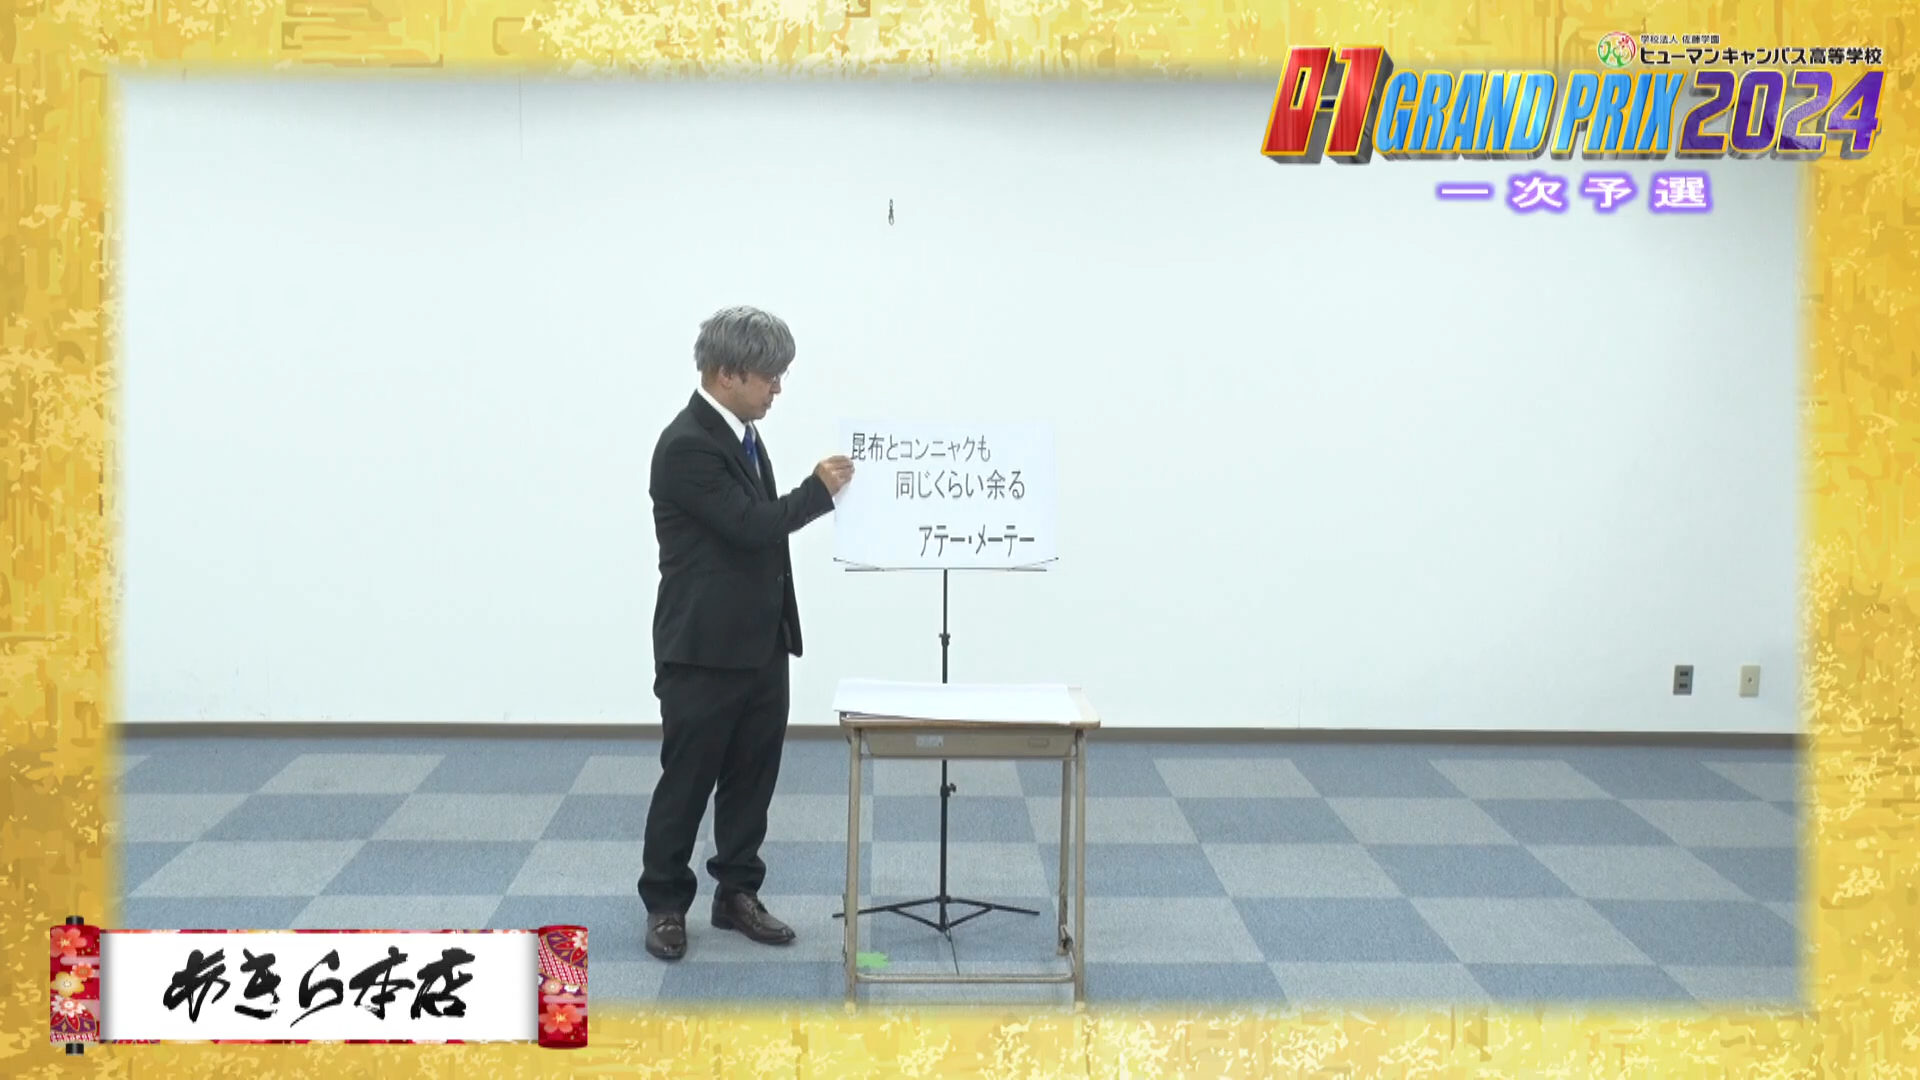 学校法人 佐藤学園
ヒューマンキャンパス高等学校
O-1 GRAND PRIX 2024
一次予選
昆布とコンニャクも
同じくらい余る
アテー・メーテー
あきら本店